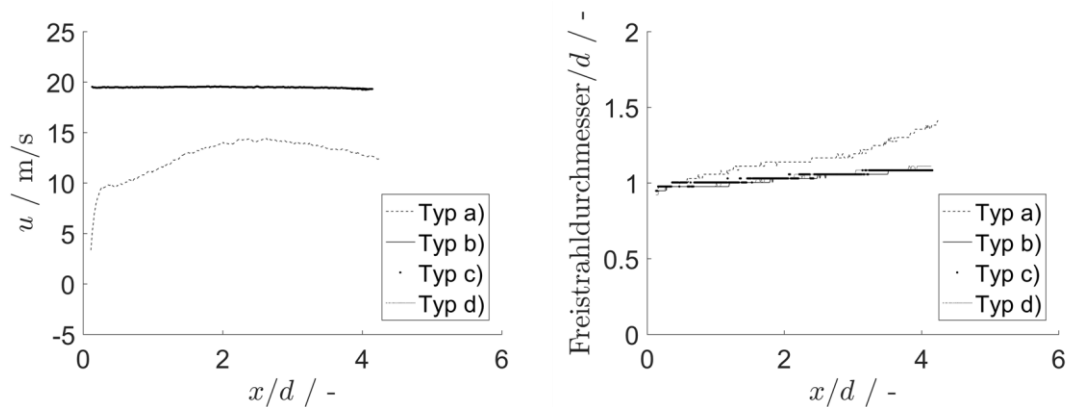 25
20
15
10
5
0
-5
u / m/s
0 2 4 6
x/d / -
Typ a)
Typ b)
Typ c)
Typ d)
2
1.5
1
0.5
0
Freistrahldurchmesser/d / -
0 2 4 6
x/d / -
Typ a)
Typ b)
Typ c)
Typ d)